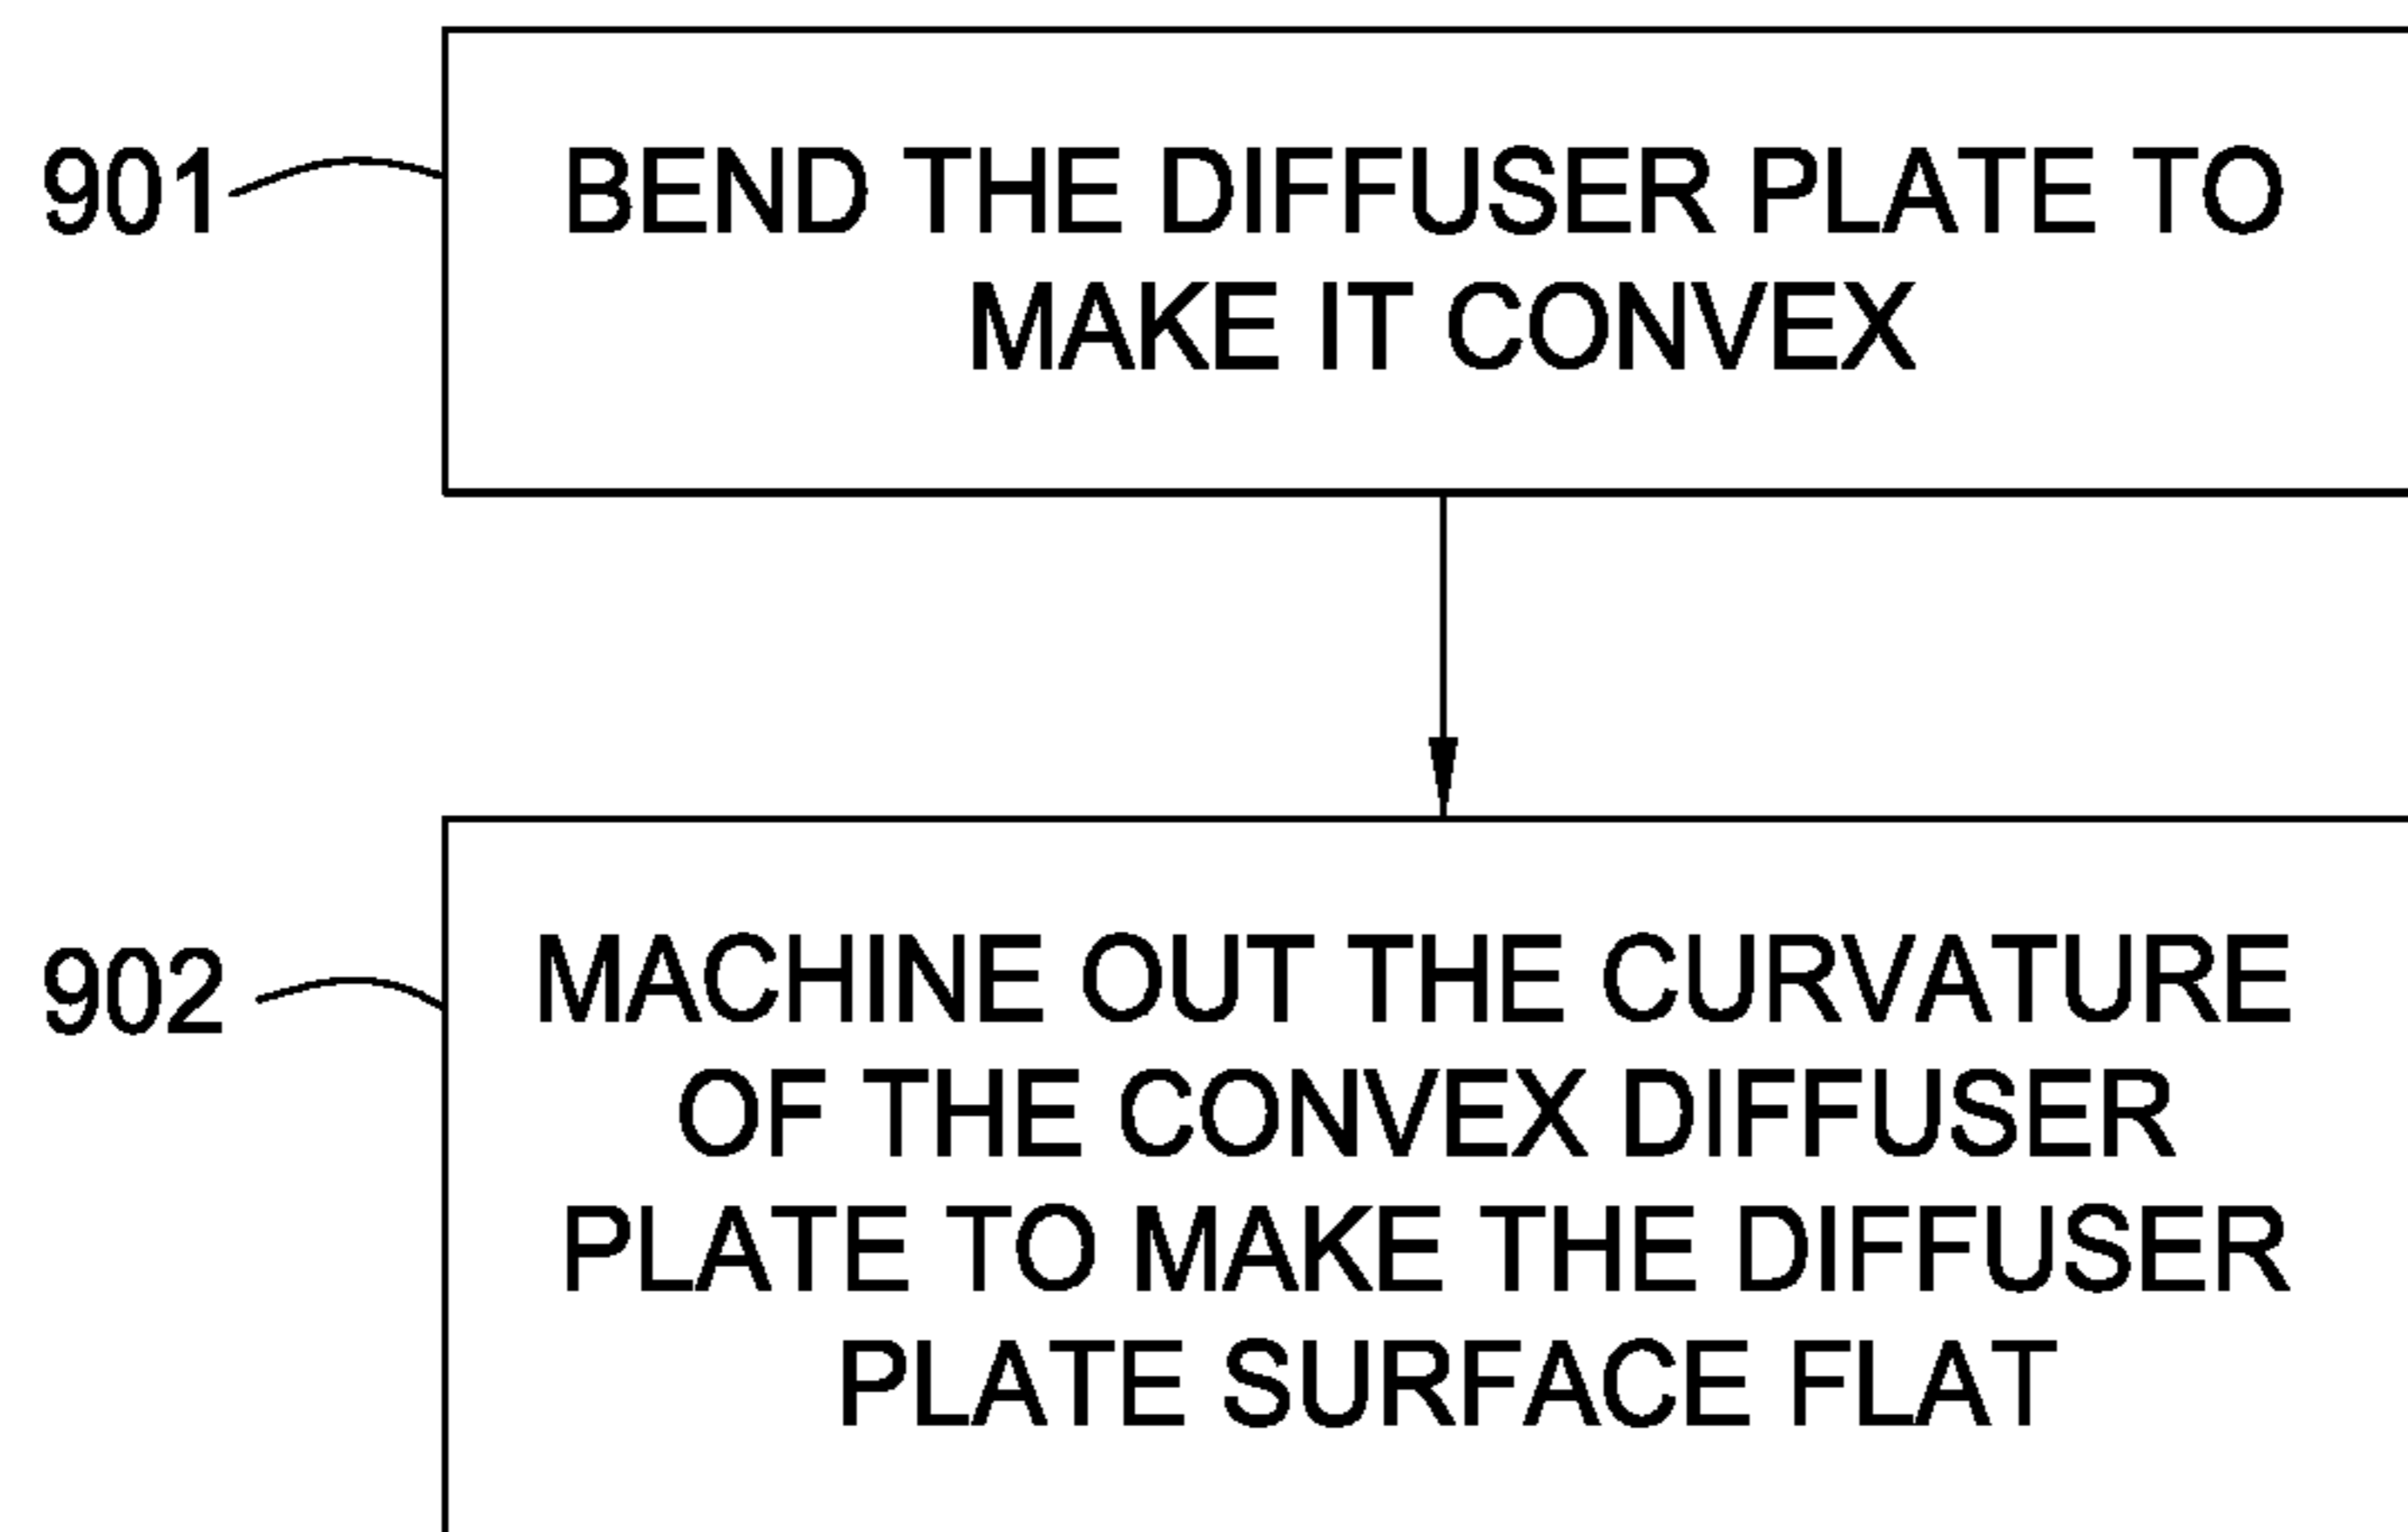 901
BEND THE DIFFUSER PLATE TO
MAKE IT CONVEX
902
MACHINE OUT THE CURVATURE
OF THE CONVEX DIFFUSER
PLATE TO MAKE THE DIFFUSER
PLATE SURFACE FLAT